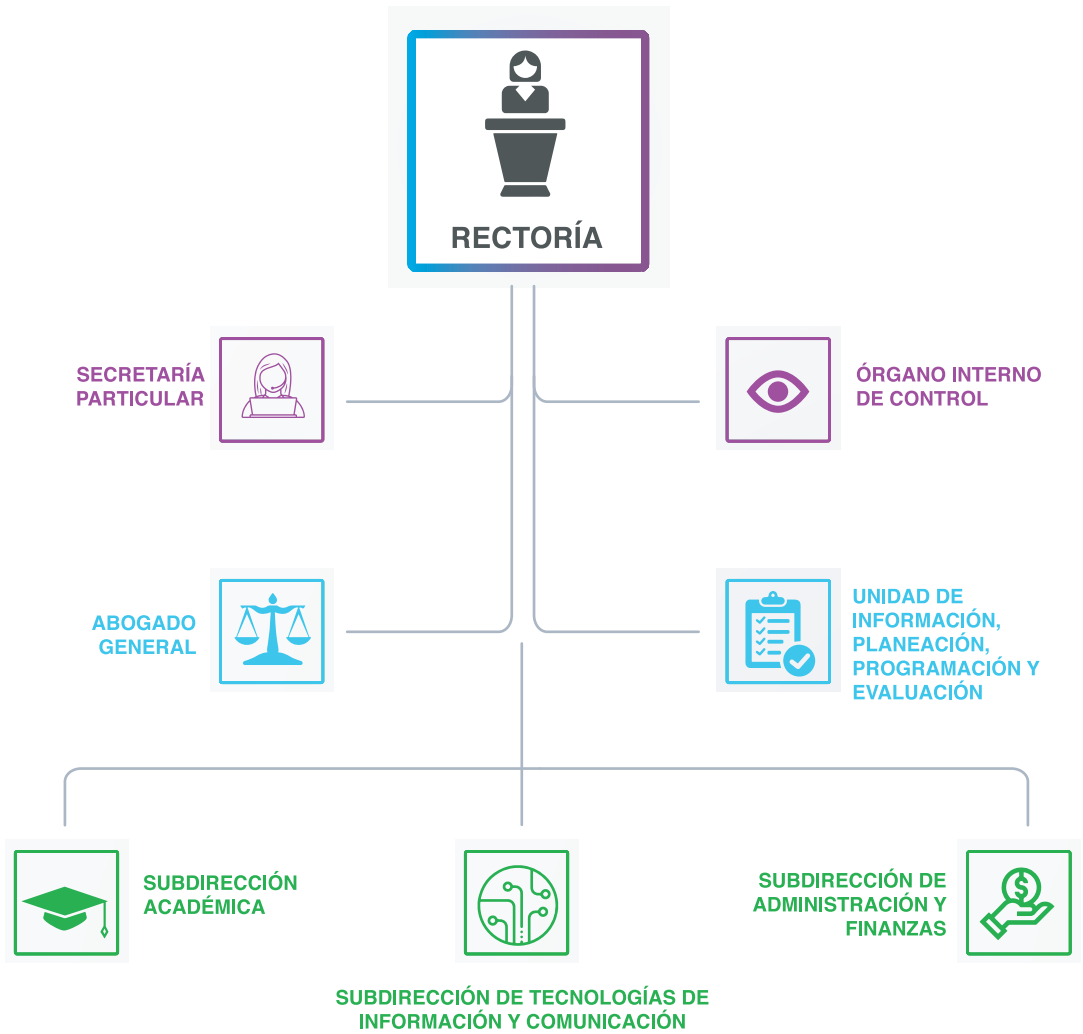 RECTORÍA
SECRETARÍA
PARTICULAR
ÓRGANO INTERNO
DE CONTROL
ABOGADO
GENERAL
UNIDAD DE
INFORMACIÓN,
PLANEACIÓN,
PROGRAMACIÓN Y
EVALUACIÓN
SUBDIRECCIÓN
ACADÉMICA
SUBDIRECCIÓN DE TECNOLOGÍAS DE
INFORMACIÓN Y COMUNICACIÓN
SUBDIRECCIÓN DE
ADMINISTRACIÓN Y
FINANZAS
$